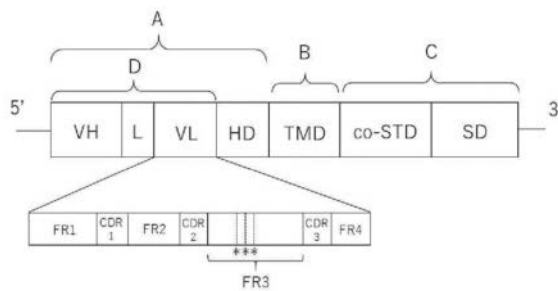 A
D
B
C
5'
VH
L
VL
HD
TMD
co-STD
SD
3
FR1
CDR
1
FR2
CDR
2
***
CDR
3
FR4
FR3